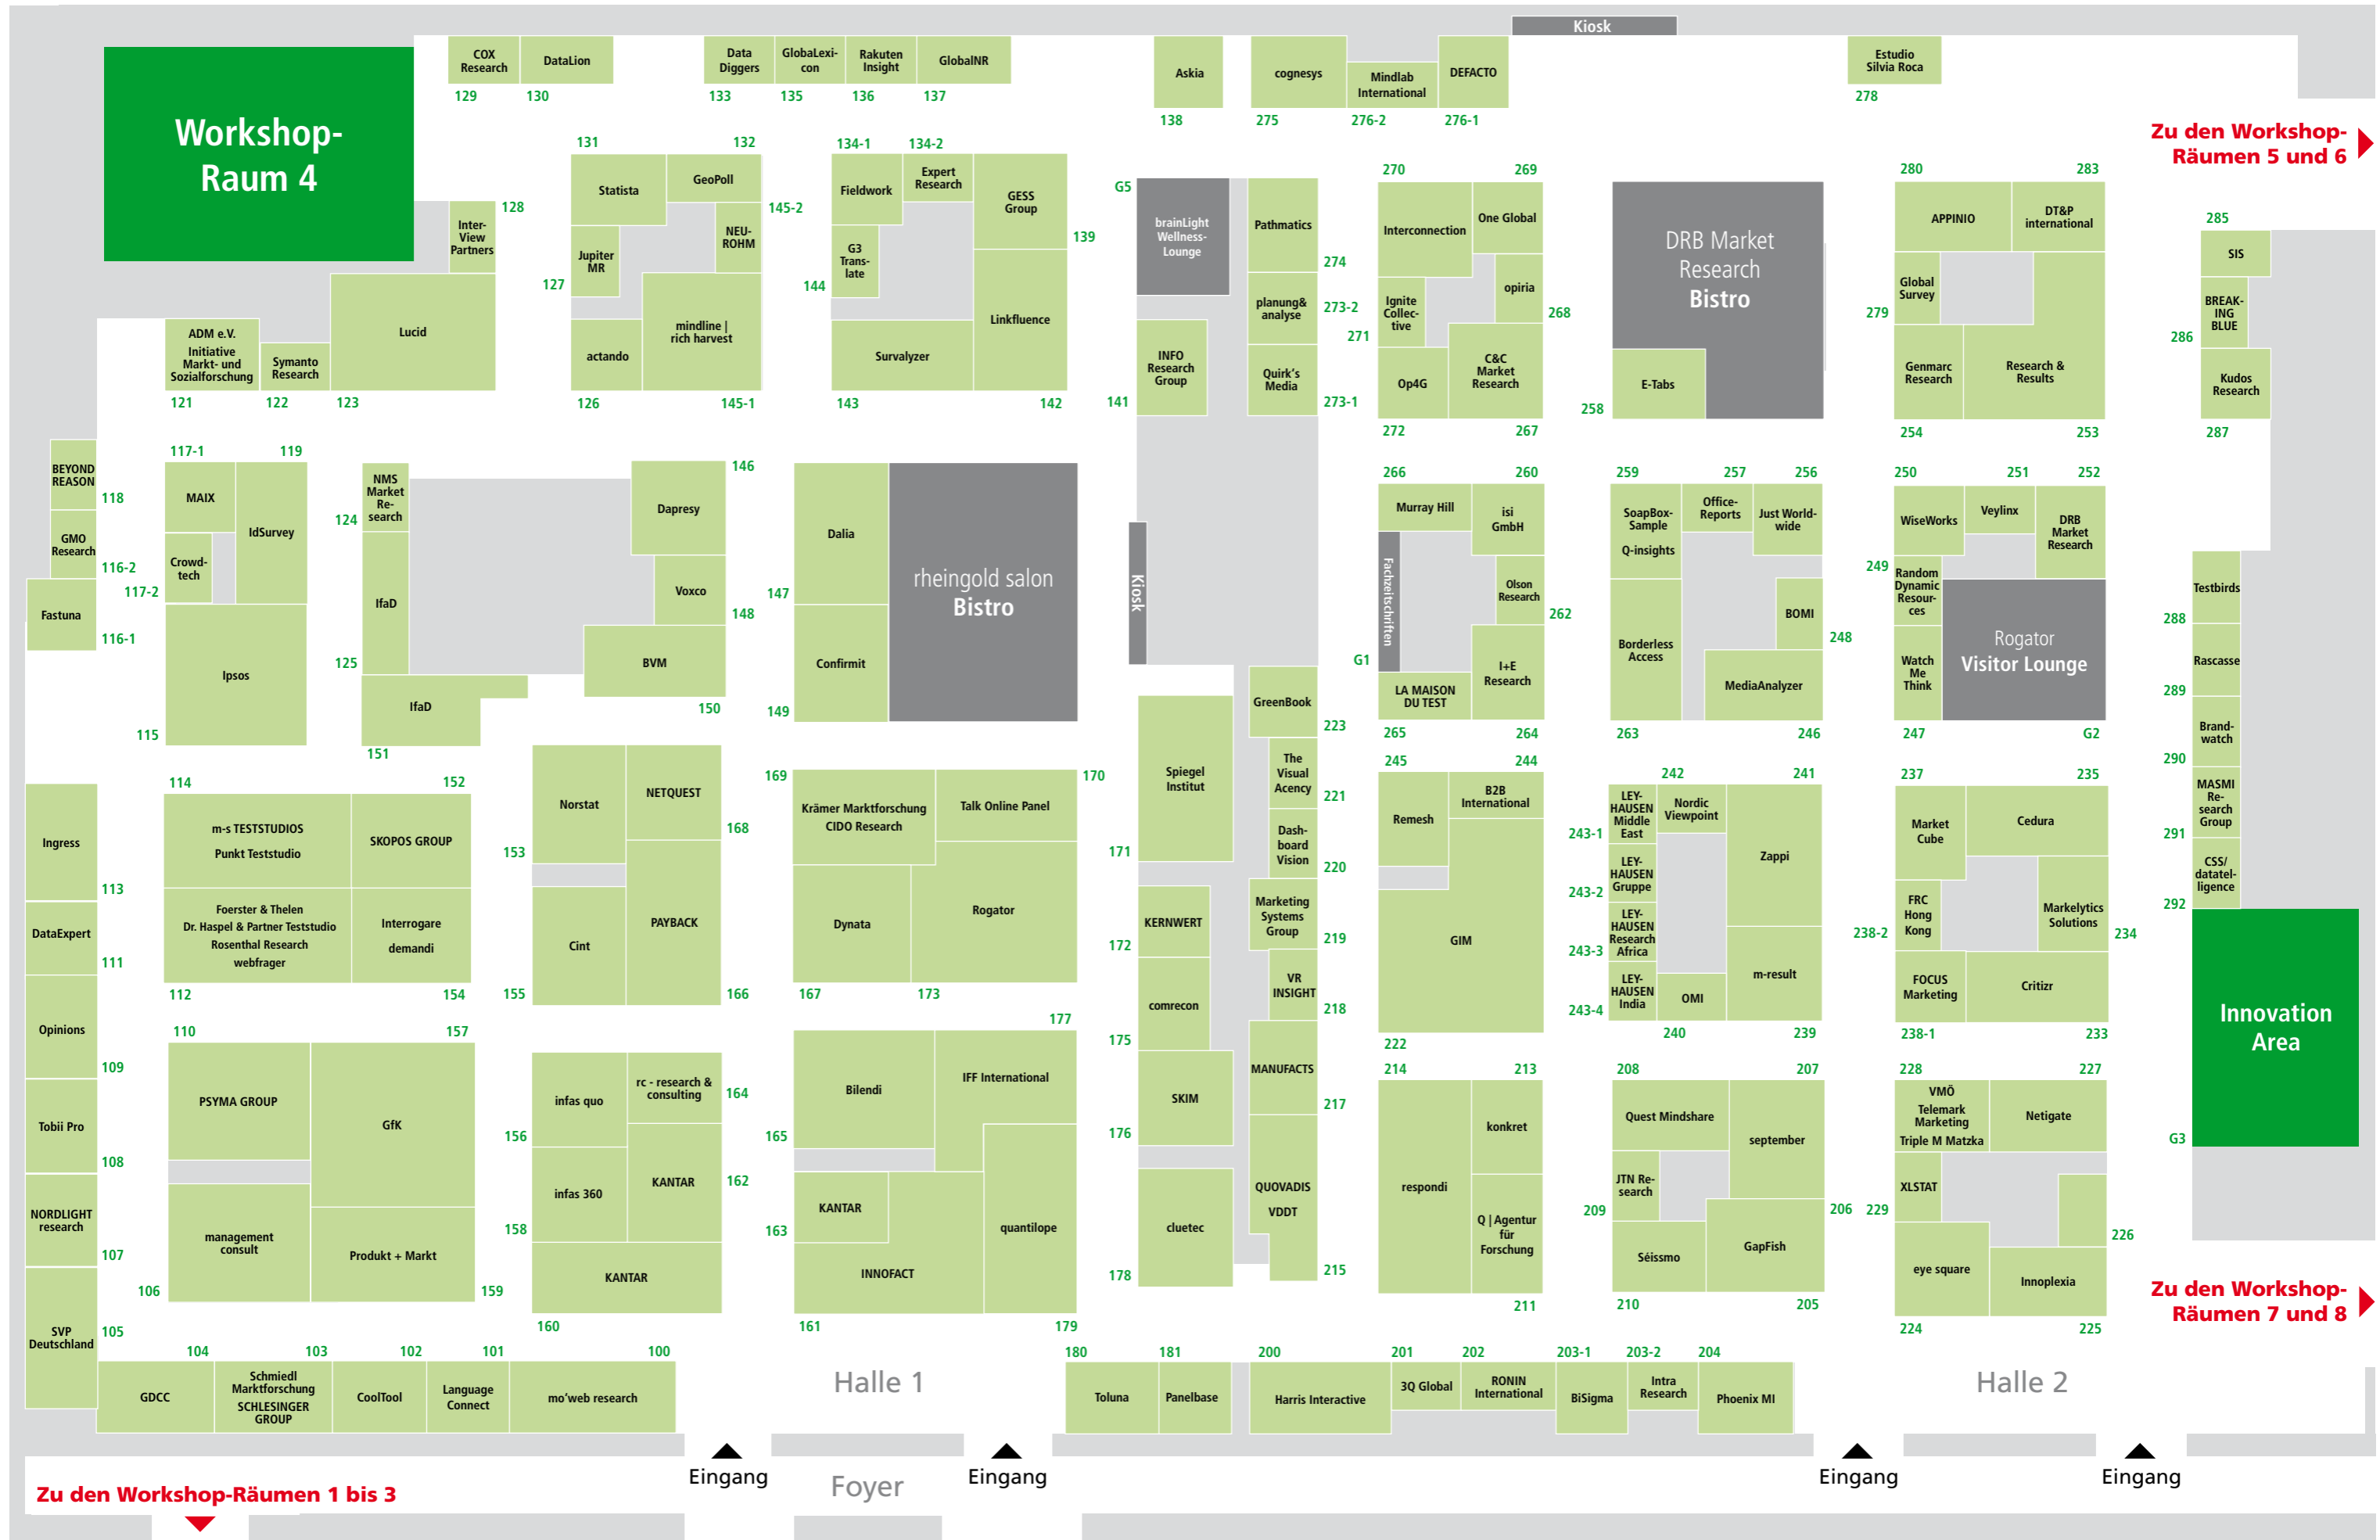 Kiosk
COX
Research
DataLion
Data
Diggers
GlobaLexi-
con
Rakuten
Insight
GlobalNR
Askia
cognesys
Mindlab
International
DEFACTO
Estudio
Silvia Roca
129
130
133
135
136
137
138
275
276-2
276-1
278
Workshop-
Raum 4
Zu den Workshop-
Räumen 5 und 6
131
132
134-1
134-2
Statista
GeoPoll
145-2
NEU-
ROHM
Jupiter
MR
127
actando
mindline |
rich harvest
126
145-1
Fieldwork
Expert
Research
GESS
Group
139
G3
Trans-
late
144
Linkfluence
Survalyzer
143
142
128
Inter-
View
Partners
Lucid
ADM e.V.
Initiative
Markt- und
Sozialforschung
Symanto
Research
121
122
123
G5
brainLight
Wellness-
Lounge
INFO
Research
Group
141
Pathmatics
274
planung&
analyse
273-2
Quirk's
Media
273-1
270
269
Interconnection
One Global
opiria
268
Ignite
Collec-
tive
271
Op4G
C&C
Market
Research
272
267
DRB Market
Research
Bistro
E-Tabs
258
280
283
APPINIO
DT&P
international
Global
Survey
279
Genmarc
Research
Research &
Results
254
253
285
SIS
BREAK-
ING
BLUE
286
Kudos
Research
287
BEYOND
REASON
118
GMO
Research
116-2
Fastuna
116-1
117-1
119
MAIX
IdSurvey
Crowd-
tech
117-2
Ipsos
115
NMS
Market
Re-
search
124
IfaD
125
IfaD
151
146
Dapresy
Voxco
148
BVM
150
Dalia
147
Confirmit
149
rheingold salon
Bistro
Kiosk
266
260
Murray Hill
isi
GmbH
Fachzeitschriften
Olson
Research
262
G1
I+E
Research
LA MAISON
DU TEST
265
264
259
257
256
SoapBox-
Sample
Q-insights
Office-
Reports
Just World-
wide
Borderless
Access
BOMI
248
MediaAnalyzer
263
246
250
251
252
WiseWorks
Veylinx
DRB
Market
Research
249
Random
Dynamic
Resour-
ces
Watch
Me
Think
Rogator
Visitor Lounge
247
G2
Testbirds
288
Rascasse
289
Brand-
watch
290
MASMI
Re-
search
Group
291
CSS/
datatel-
ligence
292
Innovation
Area
G3
Ingress
113
DataExpert
111
Opinions
109
Tobii Pro
108
NORDLIGHT
research
107
SVP
Deutschland
105
114
152
m-s TESTSTUDIOS
Punkt Teststudio
SKOPOS GROUP
Foerster & Thelen
Dr. Haspel & Partner Teststudio
Rosenthal Research
webfrager
Interrogare
demandi
112
154
Norstat
153
NETQUEST
168
Cint
PAYBACK
155
166
169
170
Krämer Marktforschung
CIDO Research
Talk Online Panel
Dynata
Rogator
167
173
Spiegel
Institut
171
KERNWERT
172
comrecon
175
SKIM
176
cluetec
178
GreenBook
223
The
Visual
Acency
221
Dash-
board
Vision
220
Marketing
Systems
Group
219
VR
INSIGHT
218
MANUFACTS
217
QUOVADIS
VDDT
215
245
244
Remesh
B2B
International
GIM
222
242
241
LEY-
HAUSEN
Middle
East
243-1
Nordic
Viewpoint
Zappi
LEY-
HAUSEN
Gruppe
243-2
LEY-
HAUSEN
Research
Africa
243-3
LEY-
HAUSEN
India
243-4
OMI
m-result
240
239
237
235
Market
Cube
Cedura
FRC
Hong
Kong
238-2
Markelytics
Solutions
234
FOCUS
Marketing
Critizr
238-1
233
110
157
PSYMA GROUP
GfK
management
consult
Produkt + Markt
106
159
infas quo
rc - research &
consulting
164
156
infas 360
KANTAR
162
158
KANTAR
160
177
Bilendi
IFF International
165
KANTAR
163
quantilope
INNOFACT
161
179
214
213
respondi
konkret
Q | Agentur
für
Forschung
211
208
207
Quest Mindshare
september
JTN Re-
search
209
206
Séissmo
GapFish
210
205
228
227
VMÖ
Telemark
Marketing
Triple M Matzka
Netigate
XLSTAT
229
226
eye square
Innoplexia
224
225
Zu den Workshop-
Räumen 7 und 8
104
103
102
101
100
GDCC
Schmiedl
Marktforschung
SCHLESINGER
GROUP
CoolTool
Language
Connect
mo'web research
Halle 1
180
181
200
201
202
203-1
203-2
204
Toluna
Panelbase
Harris Interactive
3Q Global
RONIN
International
BiSigma
Intra
Research
Phoenix MI
Halle 2
Eingang
Foyer
Eingang
Eingang
Eingang
Zu den Workshop-Räumen 1 bis 3